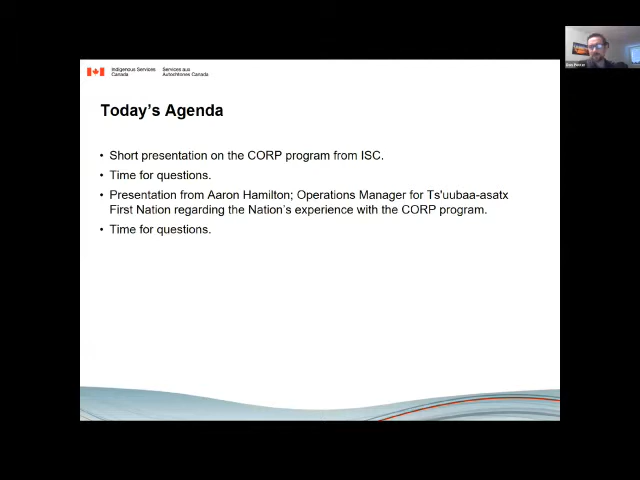 Indigenous Services Services aux
Canada Autochtones Canada
Today's Agenda
• Short presentation on the CORP program from ISC.
• Time for questions.
• Presentation from Aaron Hamilton; Operations Manager for Ts'uubaa-asatx
First Nation regarding the Nation's experience with the CORP program.
• Time for questions.